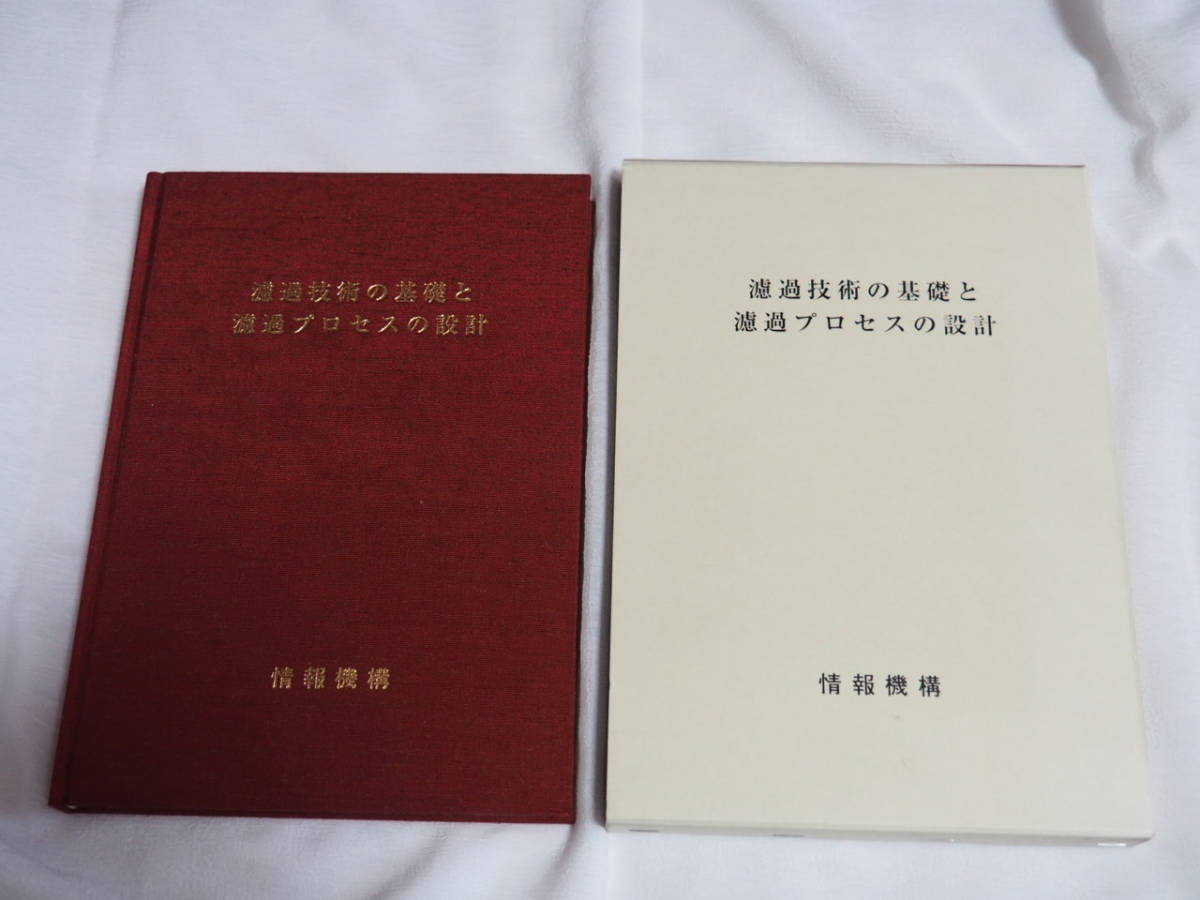 濾過技術の基礎と
濾過プロセスの設計
情報機構
濾過技術の基礎と
濾過プロセスの設計
情報機構